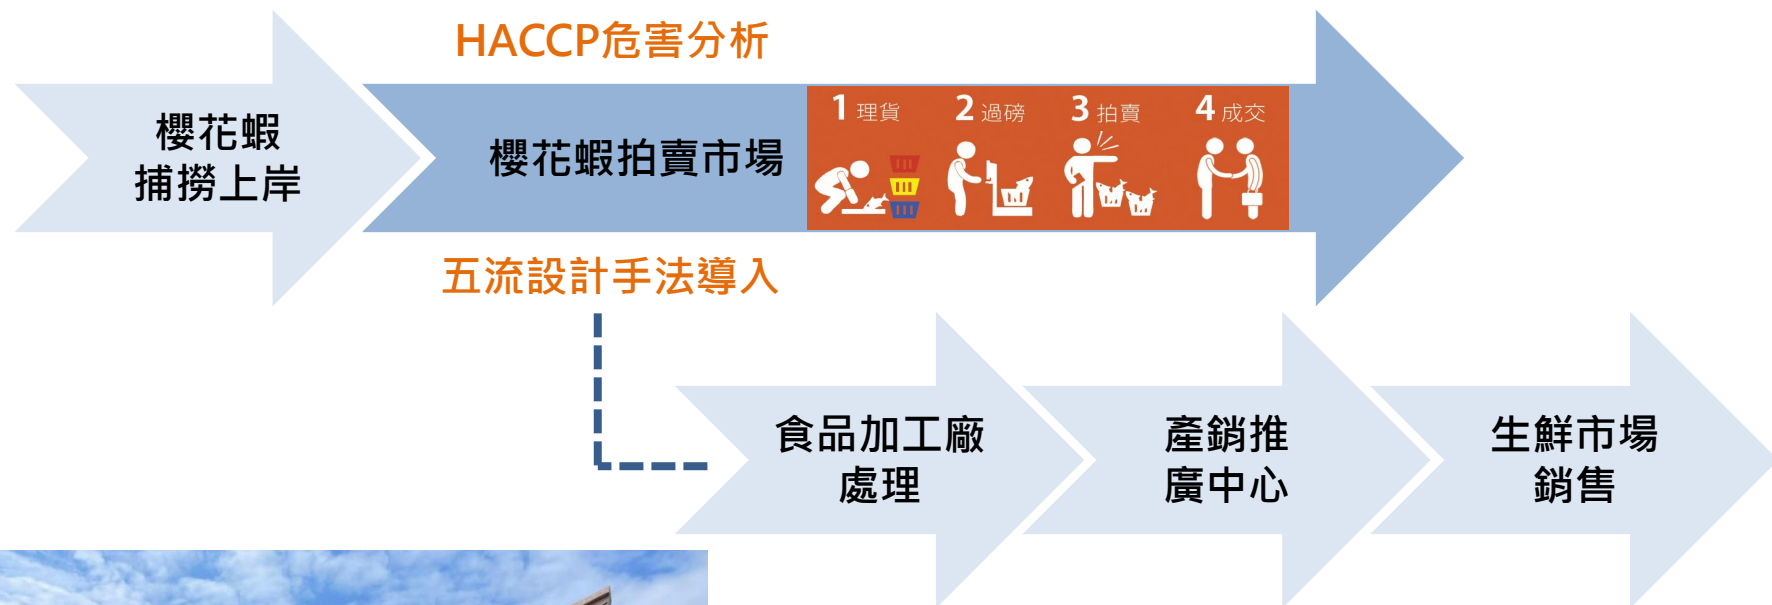 HACCP危害分析
櫻花蝦
捕撈上岸
櫻花蝦拍賣市場
1 理貨
2 過磅
3 拍賣
4 成交
五流設計手法導入
食品加工廠
處理
產銷推
廣中心
生鮮市場
銷售